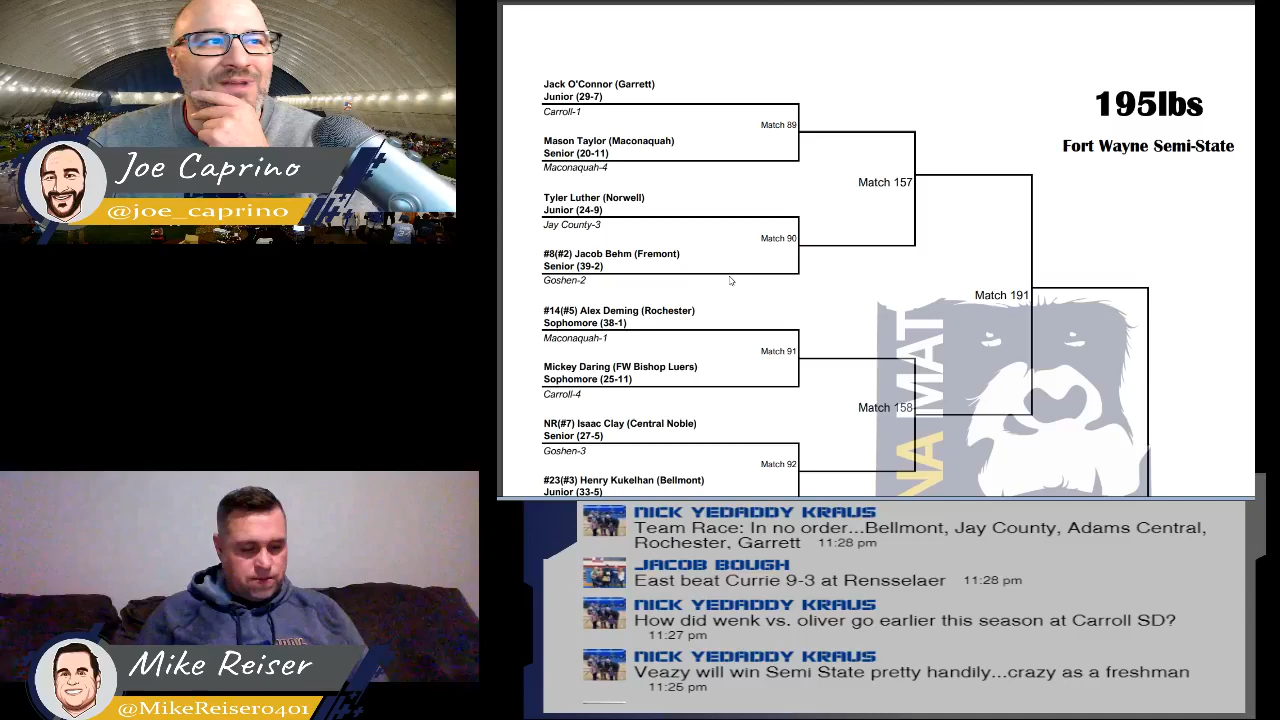 Joe Caprino
@joe_caprino
Jack O'Connor (Garrett)
Junior (29-7)
Carroll-1
Match 89
Mason Taylor (Maconaquah)
Senior (20-11)
Maconaquah-4
Match 157
Tyler Luther (Norwell)
Junior (24-9)
Jay County-3
Match 90
#8(#2) Jacob Behm (Fremont)
Senior (39-2)
Goshen-2
Match 191
#14(#5) Alex Deming (Rochester)
Sophomore (38-1)
Maconaquah-1
Match 91
Mickey Daring (FW Bishop Luers)
Sophomore (25-11)
Carroll-4
Match 158
NR(#7) Isaac Clay (Central Noble)
Senior (27-5)
Goshen-3
Match 92
#23(#3) Henry Kukelhan (Bellmont)
Junior (33-5)
195lbs
Fort Wayne Semi-State
NA MAT
Mike Reiser
@MikeReiser0401
NICK YEDADDY KRAUS
Team Race: In no order...Bellmont, Jay County, Adams Central,
Rochester, Garrett 11:28 pm
JACOB BOUGH
East beat Currie 9-3 at Rensselaer 11:28 pm
NICK YEDADDY KRAUS
How did wenk vs. oliver go earlier this season at Carroll SD?
11:27 pm
NICK YEDADDY KRAUS
Veazy will win Semi State pretty handily...crazy as a freshman
11:25 pm